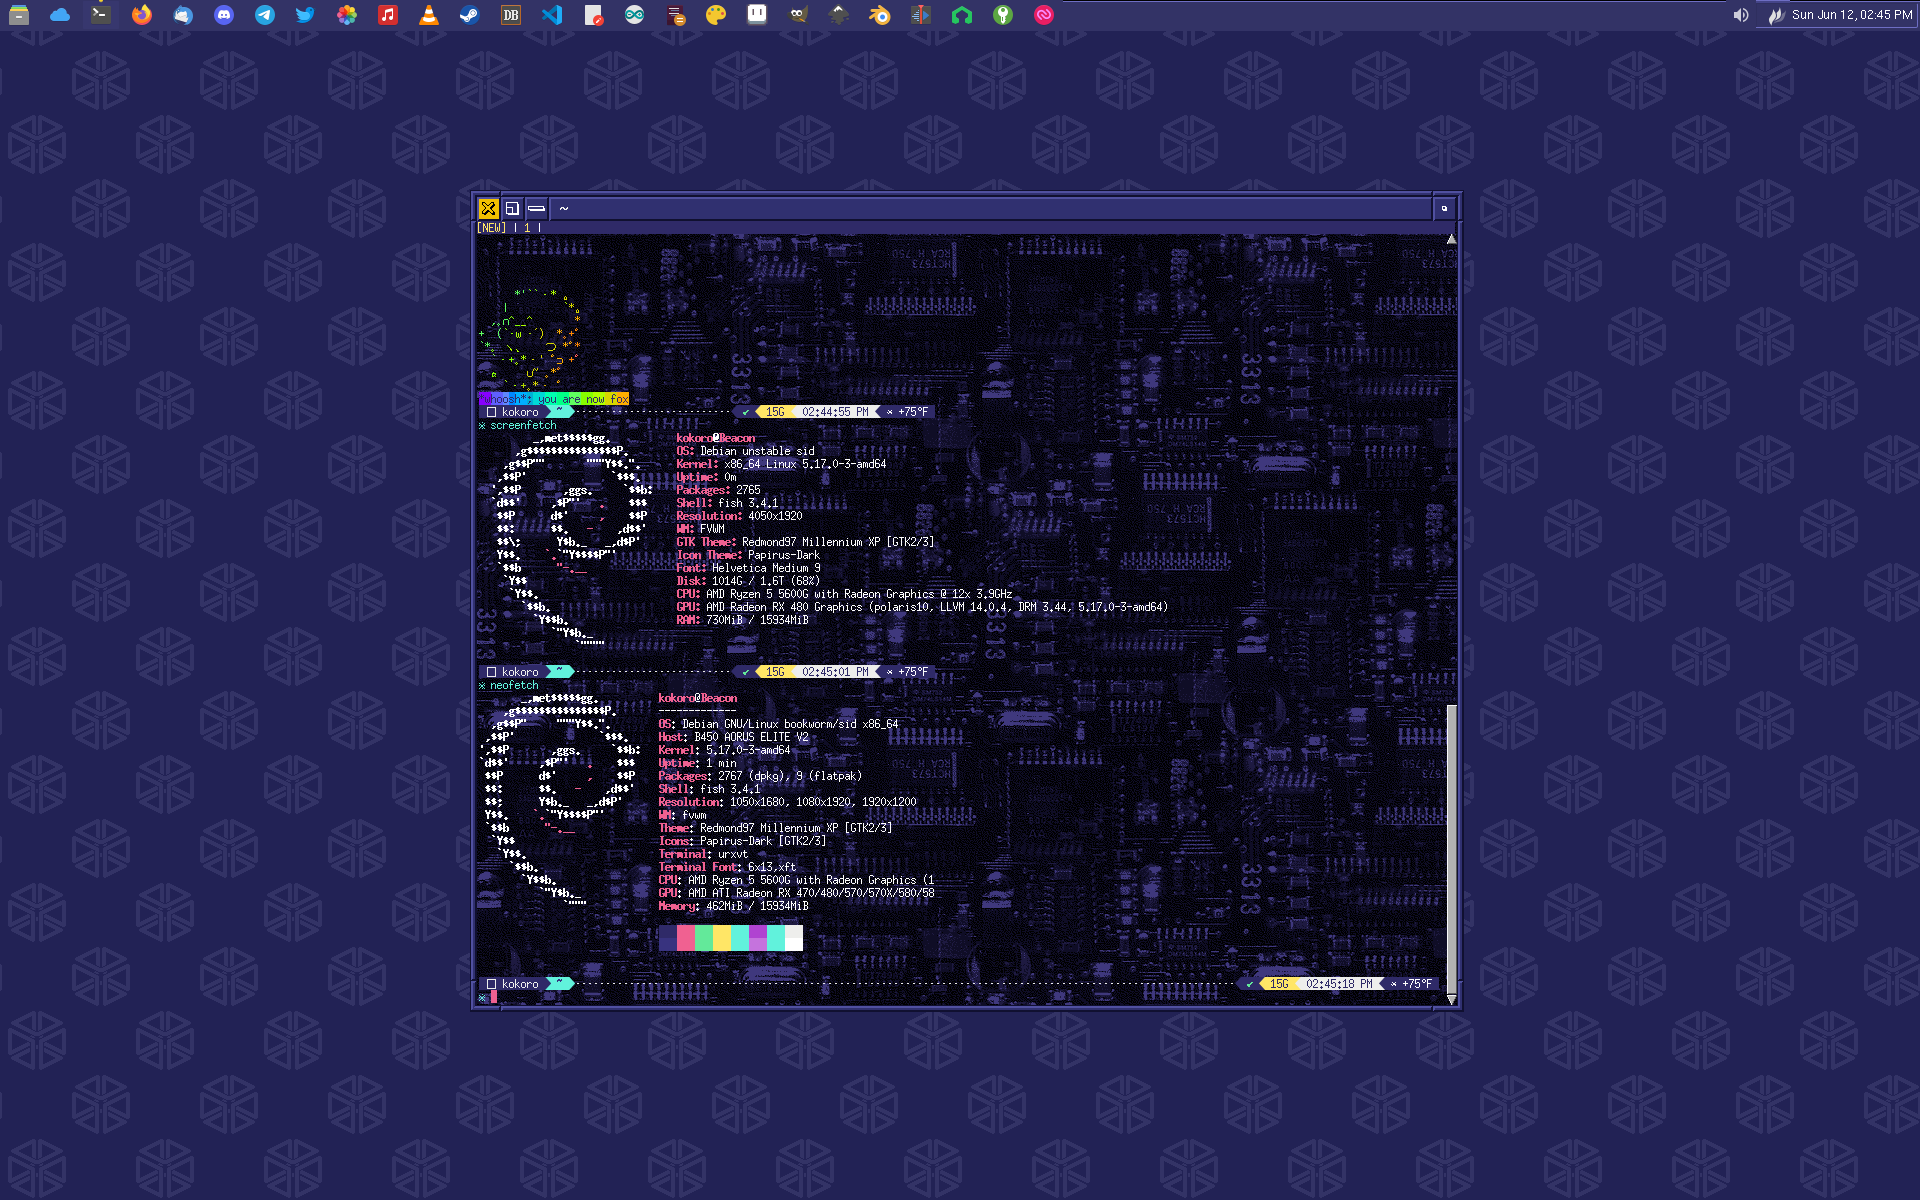 DB
Sun Jun 12, 02:45 PM
~
[NEW] | 1 |
you are now fox
kokoro ~ ✔ 15G 02:44:55 PM +75°F
screenfetch
kokoro@Beacon
OS: Debian unstable sid
Kernel: x86_64 Linux 5.17.0-3-amd64
Uptime: 0m
Packages: 2765
Shell: fish 3.4.1
Resolution: 4050x1920
WM: FVWM
GTK Theme: Redmond97 Millennium XP [GTK2/3]
Icon Theme: Papirus-Dark
Font: Helvetica Medium 9
Disk: 1014G / 1.6T (68%)
CPU: AMD Ryzen 5 5600G with Radeon Graphics @ 12x 3.9GHz
GPU: AMD Radeon RX 480 Graphics (polaris10, LLVM 14.0.4, DRM 3.44, 5.17.0-3-amd64)
RAM: 730MiB / 15934MiB
kokoro ~ ✔ 15G 02:45:01 PM +75°F
neofetch
kokoro@Beacon
-------------
OS: Debian GNU/Linux bookworm/sid x86_64
Host: B450 AORUS ELITE V2
Kernel: 5.17.0-3-amd64
Uptime: 1 min
Packages: 2767 (dpkg), 9 (flatpak)
Shell: fish 3.4.1
Resolution: 1050x1680, 1080x1920, 1920x1200
WM: fvwm
Theme: Redmond97 Millennium XP [GTK2/3]
Icons: Papirus-Dark [GTK2/3]
Terminal: urxvt
Terminal Font: 6x13,xft
CPU: AMD Ryzen 5 5600G with Radeon Graphics (1
GPU: AMD ATI Radeon RX 470/480/570/570X/580/58
Memory: 462MiB / 15934MiB
kokoro ~ ✔ 15G 02:45:18 PM +75°F